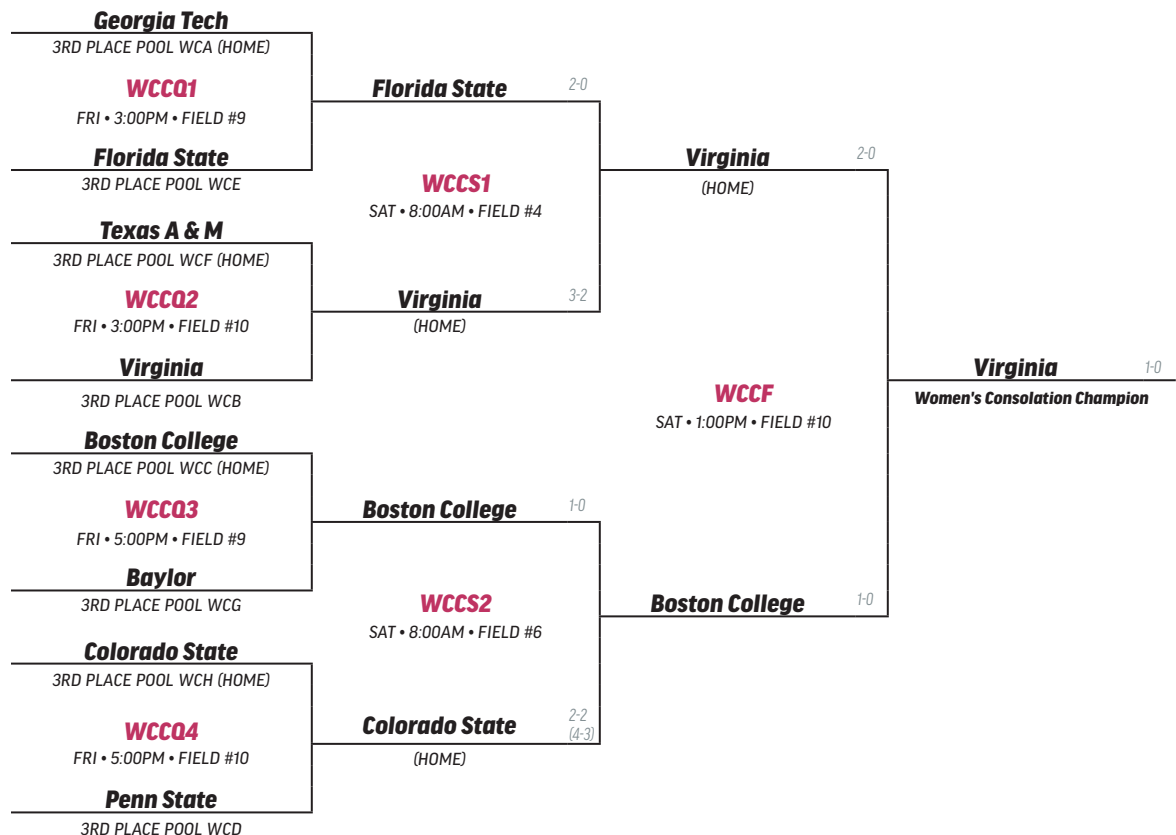 Georgia Tech
3RD PLACE POOL WCA (HOME)
WCCQ1
FRI • 3:00PM • FIELD #9
Florida State
3RD PLACE POOL WCE
Texas A & M
3RD PLACE POOL WCF (HOME)
WCCQ2
FRI • 3:00PM • FIELD #10
Virginia
3RD PLACE POOL WCB
Boston College
3RD PLACE POOL WCC (HOME)
WCCQ3
FRI • 5:00PM • FIELD #9
Baylor
3RD PLACE POOL WCG
Colorado State
3RD PLACE POOL WCH (HOME)
WCCQ4
FRI • 5:00PM • FIELD #10
Penn State
3RD PLACE POOL WCD
Florida State 2-0
WCCS1
SAT • 8:00AM • FIELD #4
Virginia 3-2
(HOME)
Boston College 1-0
WCCS2
SAT • 8:00AM • FIELD #6
Colorado State 2-2
(4-3)
(HOME)
Virginia 2-0
(HOME)
WCCF
SAT • 1:00PM • FIELD #10
Boston College 1-0
Virginia 1-0
Women's Consolation Champion